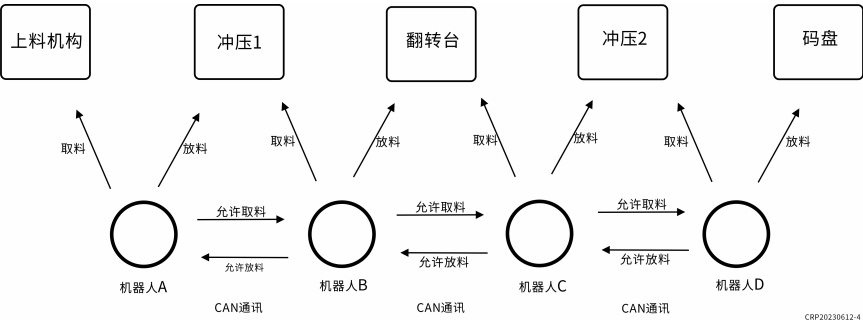 上料机构
冲压1
翻转台
冲压2
码盘
取料
放料
取料
放料
取料
放料
取料
放料
允许取料
允许放料
允许取料
允许放料
允许取料
允许放料
机器人A
机器人B
机器人C
机器人D
CAN通讯
CAN通讯
CAN通讯
CRP20230612-4